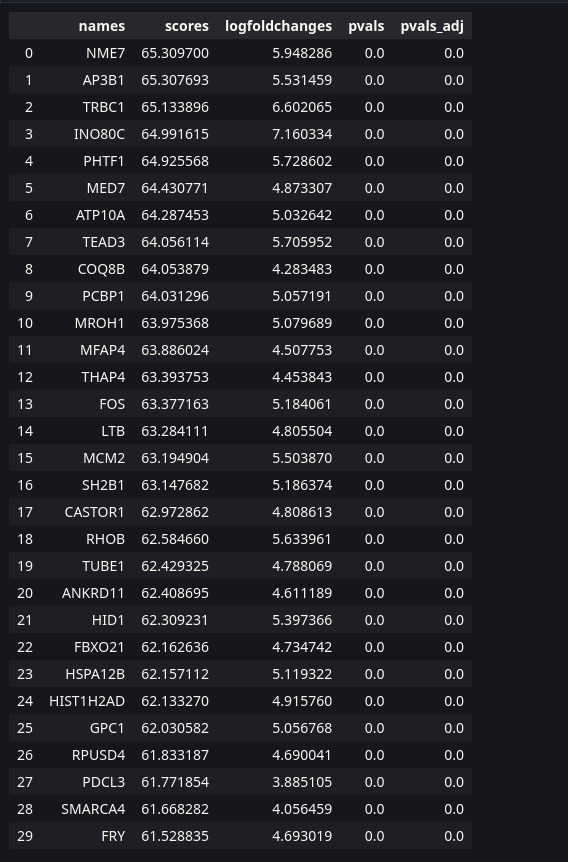 names scores logfoldchanges pvals pvals_adj
0 NME7 65.309700 5.948286 0.0 0.0
1 AP3B1 65.307693 5.531459 0.0 0.0
2 TRBC1 65.133896 6.602065 0.0 0.0
3 INO80C 64.991615 7.160334 0.0 0.0
4 PHTF1 64.925568 5.728602 0.0 0.0
5 MED7 64.430771 4.873307 0.0 0.0
6 ATP10A 64.287453 5.032642 0.0 0.0
7 TEAD3 64.056114 5.705952 0.0 0.0
8 COQ8B 64.053879 4.283483 0.0 0.0
9 PCBP1 64.031296 5.057191 0.0 0.0
10 MROH1 63.975368 5.079689 0.0 0.0
11 MFAP4 63.886024 4.507753 0.0 0.0
12 THAP4 63.393753 4.453843 0.0 0.0
13 FOS 63.377163 5.184061 0.0 0.0
14 LTB 63.284111 4.805504 0.0 0.0
15 MCM2 63.194904 5.503870 0.0 0.0
16 SH2B1 63.147682 5.186374 0.0 0.0
17 CASTOR1 62.972862 4.808613 0.0 0.0
18 RHOB 62.584660 5.633961 0.0 0.0
19 TUBE1 62.429325 4.788069 0.0 0.0
20 ANKRD11 62.408695 4.611189 0.0 0.0
21 HID1 62.309231 5.397366 0.0 0.0
22 FBXO21 62.162636 4.734742 0.0 0.0
23 HSPA12B 62.157112 5.119322 0.0 0.0
24 HIST1H2AD 62.133270 4.915760 0.0 0.0
25 GPC1 62.030582 5.056768 0.0 0.0
26 RPUSD4 61.833187 4.690041 0.0 0.0
27 PDCL3 61.771854 3.885105 0.0 0.0
28 SMARCA4 61.668282 4.056459 0.0 0.0
29 FRY 61.528835 4.693019 0.0 0.0